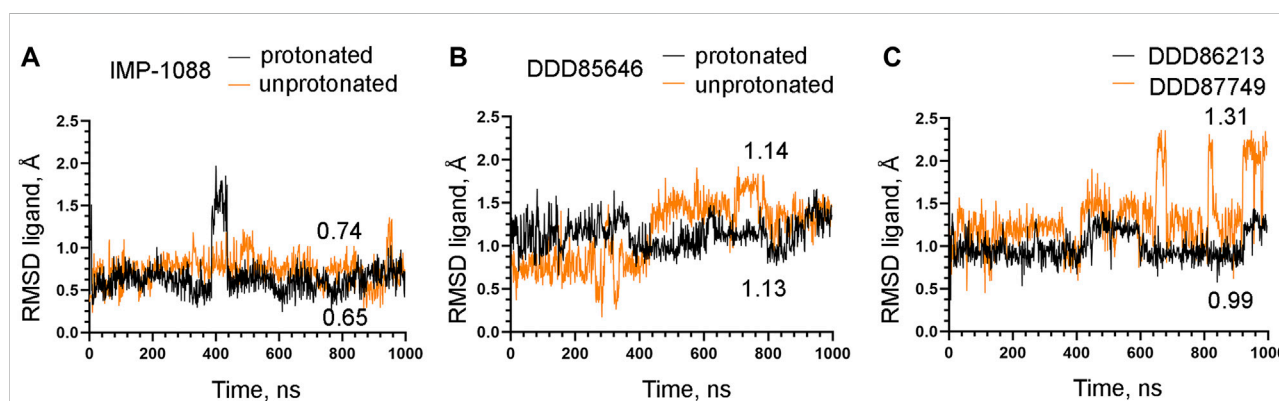 A
IMP-1088
protonated
unprotonated
RMSD ligand, Å
2.5
2.0
1.5
1.0
0.5
0.0
0.74
0.65
0 200 400 600 800 1000
Time, ns
B
DDD85646
protonated
unprotonated
RMSD ligand, Å
2.5
2.0
1.5
1.0
0.5
0.0
1.14
1.13
0 200 400 600 800 1000
Time, ns
C
DDD86213
DDD87749
RMSD ligand, Å
2.5
2.0
1.5
1.0
0.5
0.0
1.31
0.99
0 200 400 600 800 1000
Time, ns